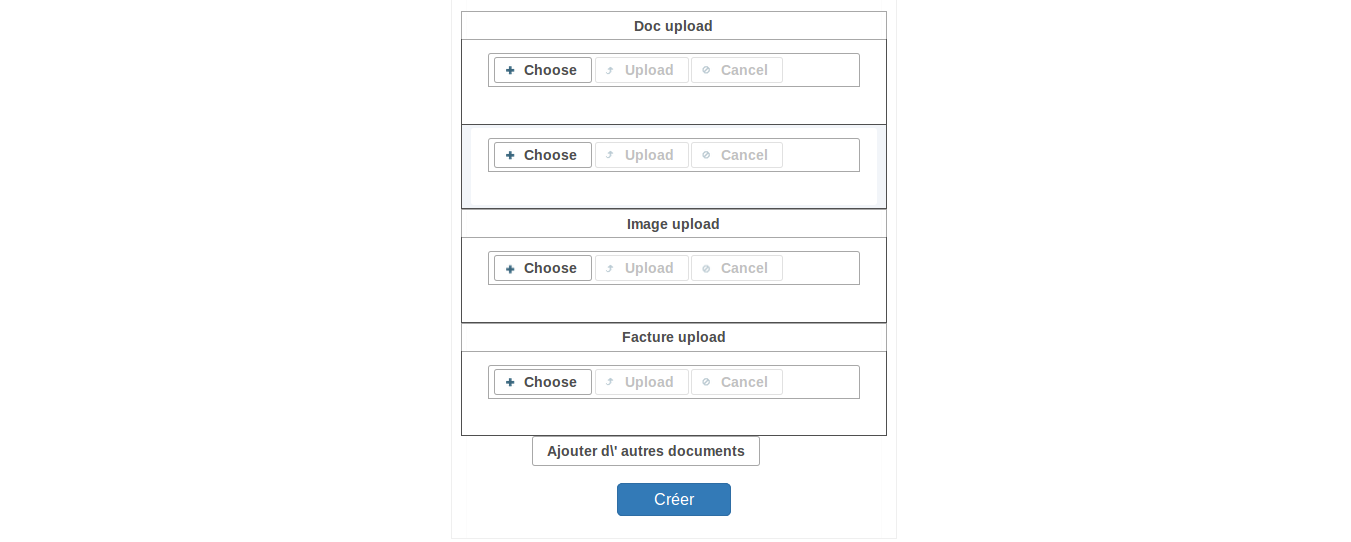 Doc upload
Choose Upload Cancel
Choose Upload Cancel
Image upload
Choose Upload Cancel
Facture upload
Choose Upload Cancel
Ajouter d\' autres documents
Créer